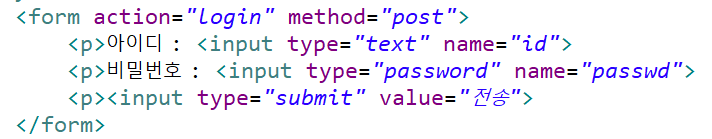 <form action="login" method="post">
<p>아이디 : <input type="text" name="id">
<p>비밀번호 : <input type="password" name="passwd">
<p><input type="submit" value="전송">
</form>